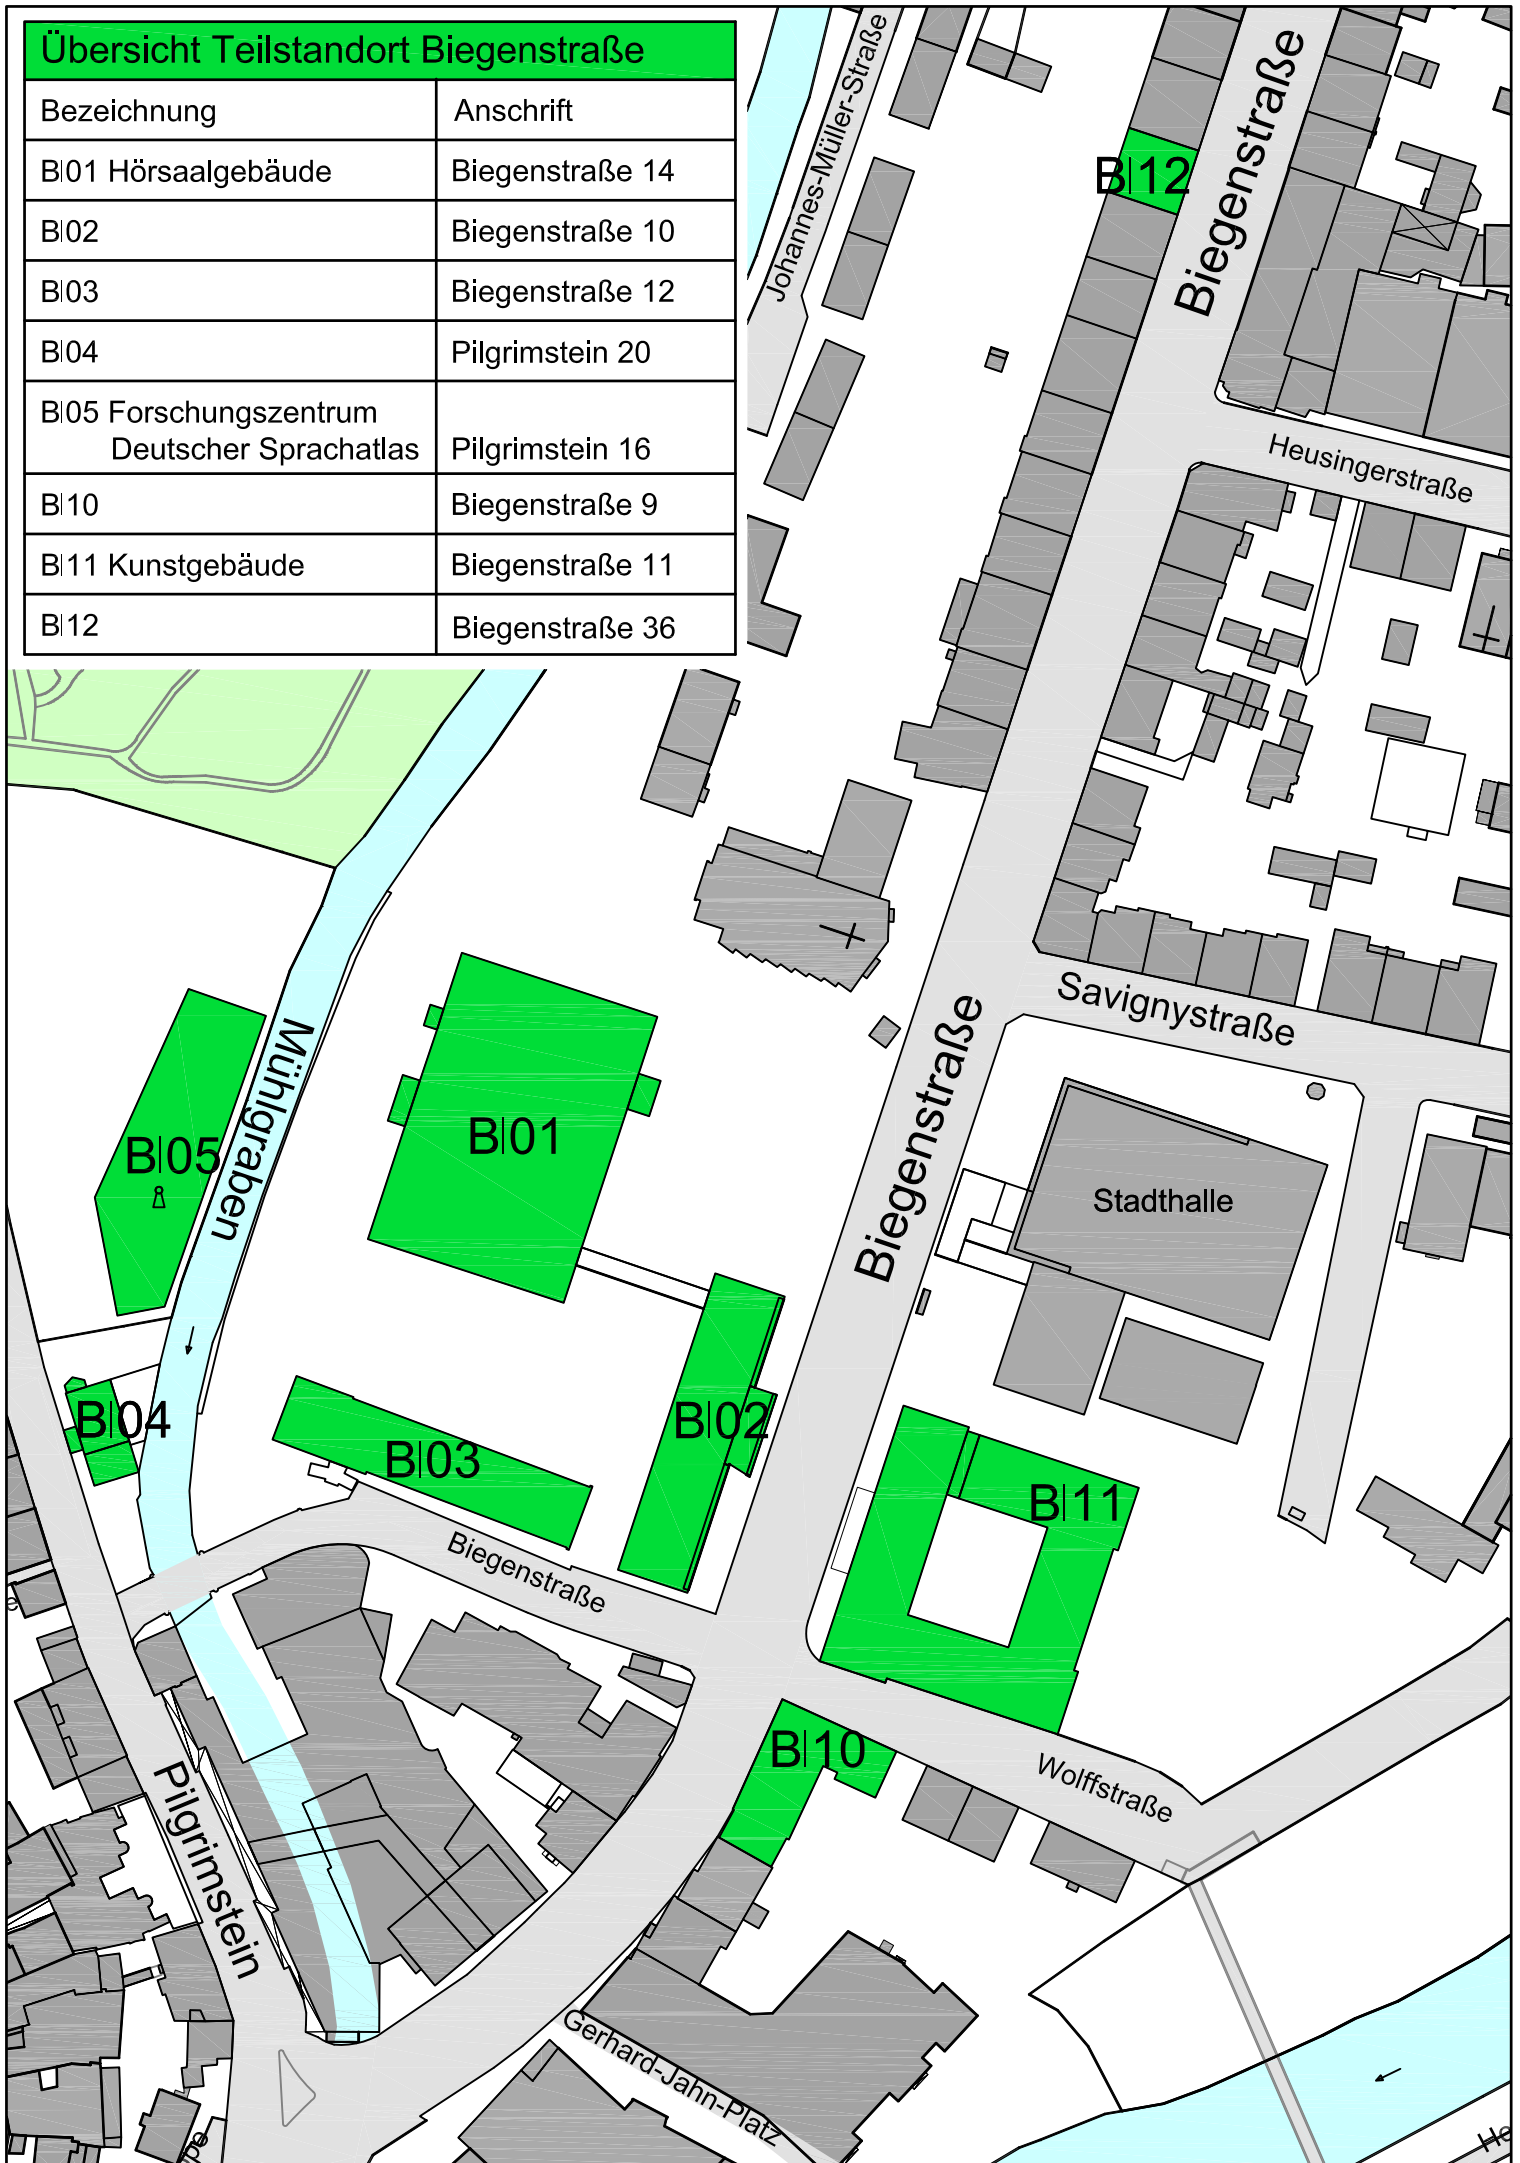 Übersicht Teilstandort Biegenstraße
Bezeichnung Anschrift
B|01 Hörsaalgebäude Biegenstraße 14
B|02 Biegenstraße 10
B|03 Biegenstraße 12
B|04 Pilgrimstein 20
B|05 Forschungszentrum
Deutscher Sprachatlas Pilgrimstein 16
B|10 Biegenstraße 9
B|11 Kunstgebäude Biegenstraße 11
B|12 Biegenstraße 36
Johannes-Müller-Straße
Biegenstraße
B|12
Heusingerstraße
Savignystraße
Biegenstraße
Mühlgraben
B|01
B|05
Stadthalle
B|04
B|03
B|02
B|11
Biegenstraße
B|10
Wolffstraße
Pilgrimstein
Gerhard-Jahn-Platz